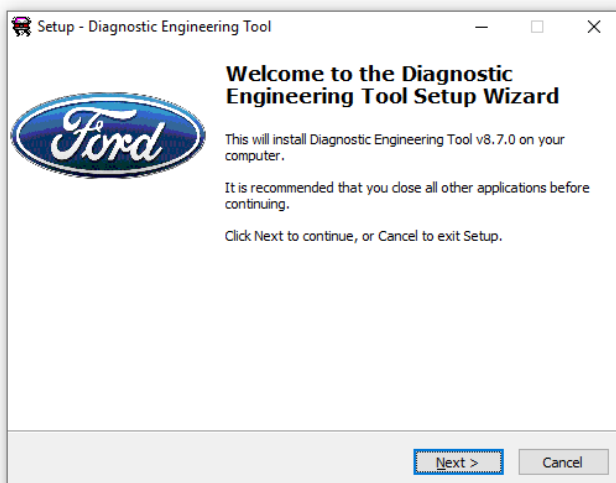 Setup - Diagnostic Engineering Tool
Welcome to the Diagnostic
Engineering Tool Setup Wizard
Ford
This will install Diagnostic Engineering Tool v8.7.0 on your
computer.
It is recommended that you close all other applications before
continuing.
Click Next to continue, or Cancel to exit Setup.
Next >
Cancel